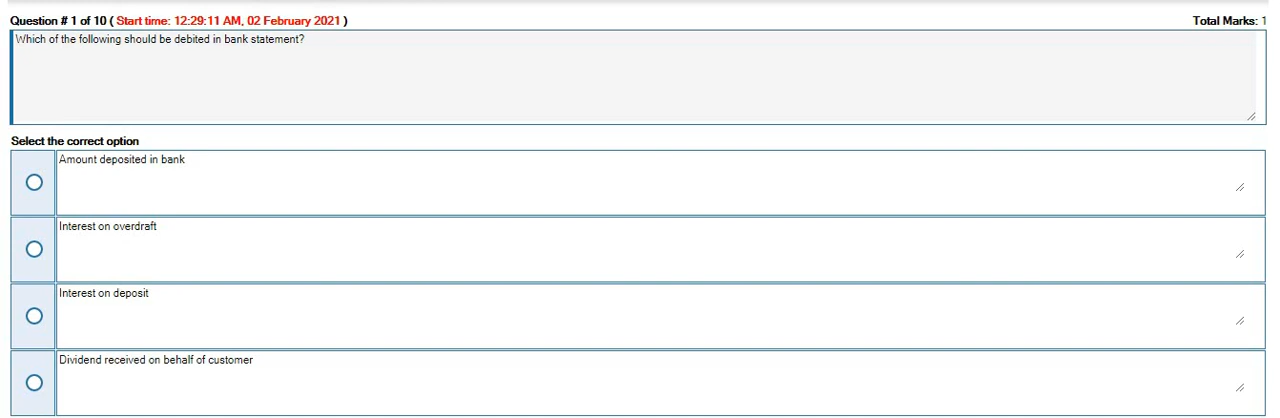 Question # 1 of 10 ( Start time: 12:29:11 AM, 02 February 2021 ) Total Marks: 1
Which of the following should be debited in bank statement?
Select the correct option
Amount deposited in bank
Interest on overdraft
Interest on deposit
Dividend received on behalf of customer